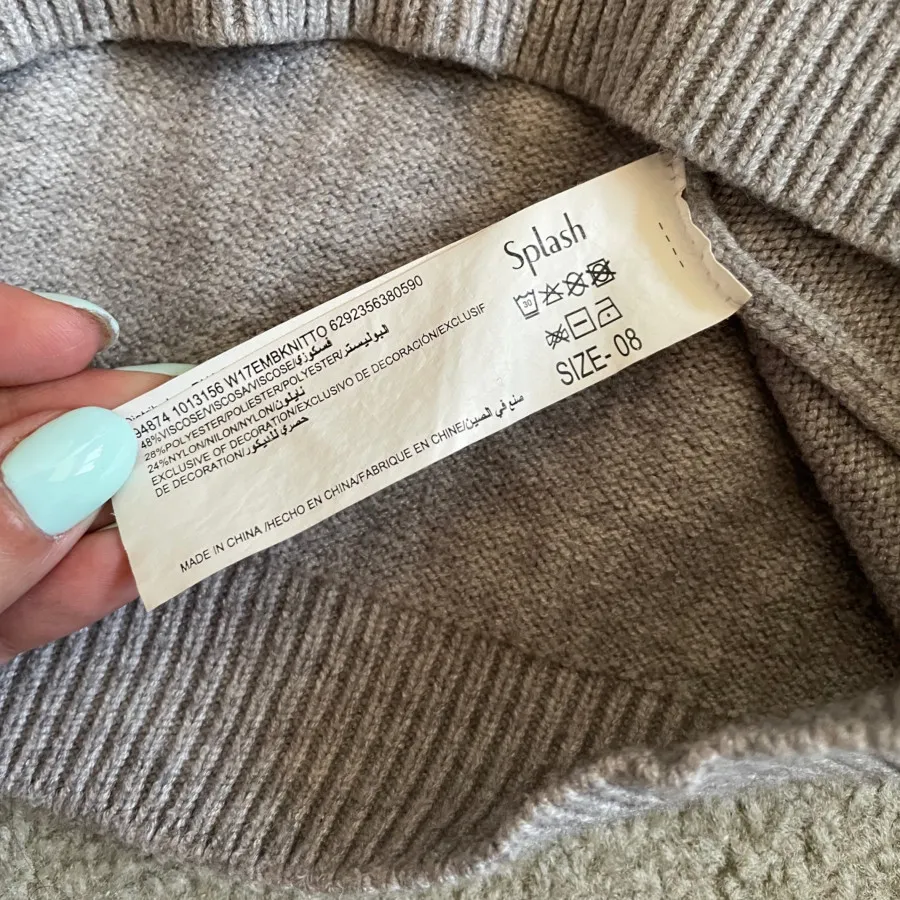 Splash
30
SIZE- 08
94874 1013156 W17EMBKNITTO 6292356380590
48%VISCOSE/VISCOSA/VISCOSE/فسكوزي
28%POLYESTER/POLIESTER/POLYESTER/البوليستر
24%NYLON/NILON/NYLON/نايلون
EXCLUSIVE OF DECORATION/EXCLUSIVO DE DECORACIÓN/EXCLUSIF
DE DECORATION/حصري للديكور
MADE IN CHINA /HECHO EN CHINA/FABRIQUE EN CHINE/صنع في الصين